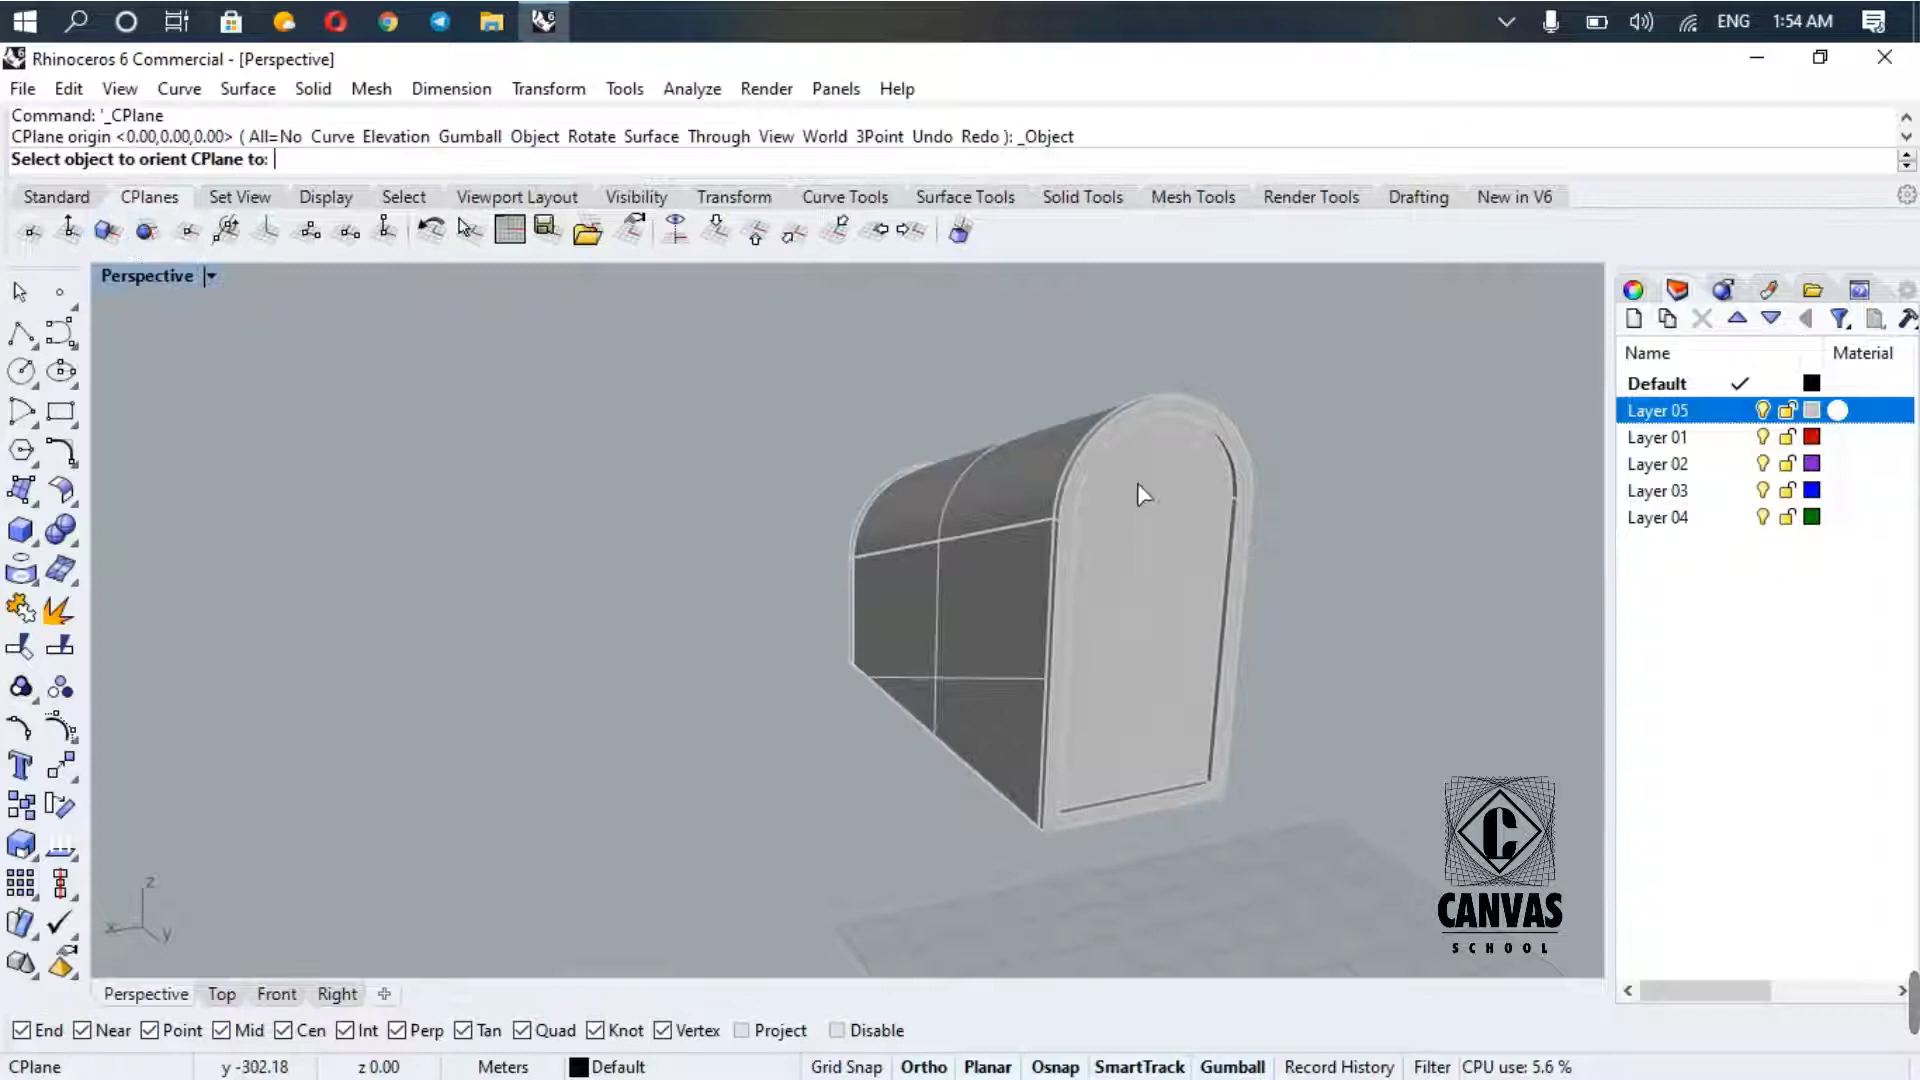 ENG 1:54 AM
Rhinoceros 6 Commercial - [Perspective]
File Edit View Curve Surface Solid Mesh Dimension Transform Tools Analyze Render Panels Help
Command: '_CPlane
CPlane origin <0.00,0.00,0.00> ( All=No Curve Elevation Gumball Object Rotate Surface Through View World 3Point Undo Redo ): _Object
Select object to orient CPlane to:
Standard CPlanes Set View Display Select Viewport Layout Visibility Transform Curve Tools Surface Tools Solid Tools Mesh Tools Render Tools Drafting New in V6
Perspective
Name Material
Default
Layer 05
Layer 01
Layer 02
Layer 03
Layer 04
z
x y
C
CANVAS
SCHOOL
Perspective Top Front Right
End Near Point Mid Cen Int Perp Tan Quad Knot Vertex Project Disable
CPlane y -302.18 z 0.00 Meters Default Grid Snap Ortho Planar Osnap SmartTrack Gumball Record History Filter CPU use: 5.6 %